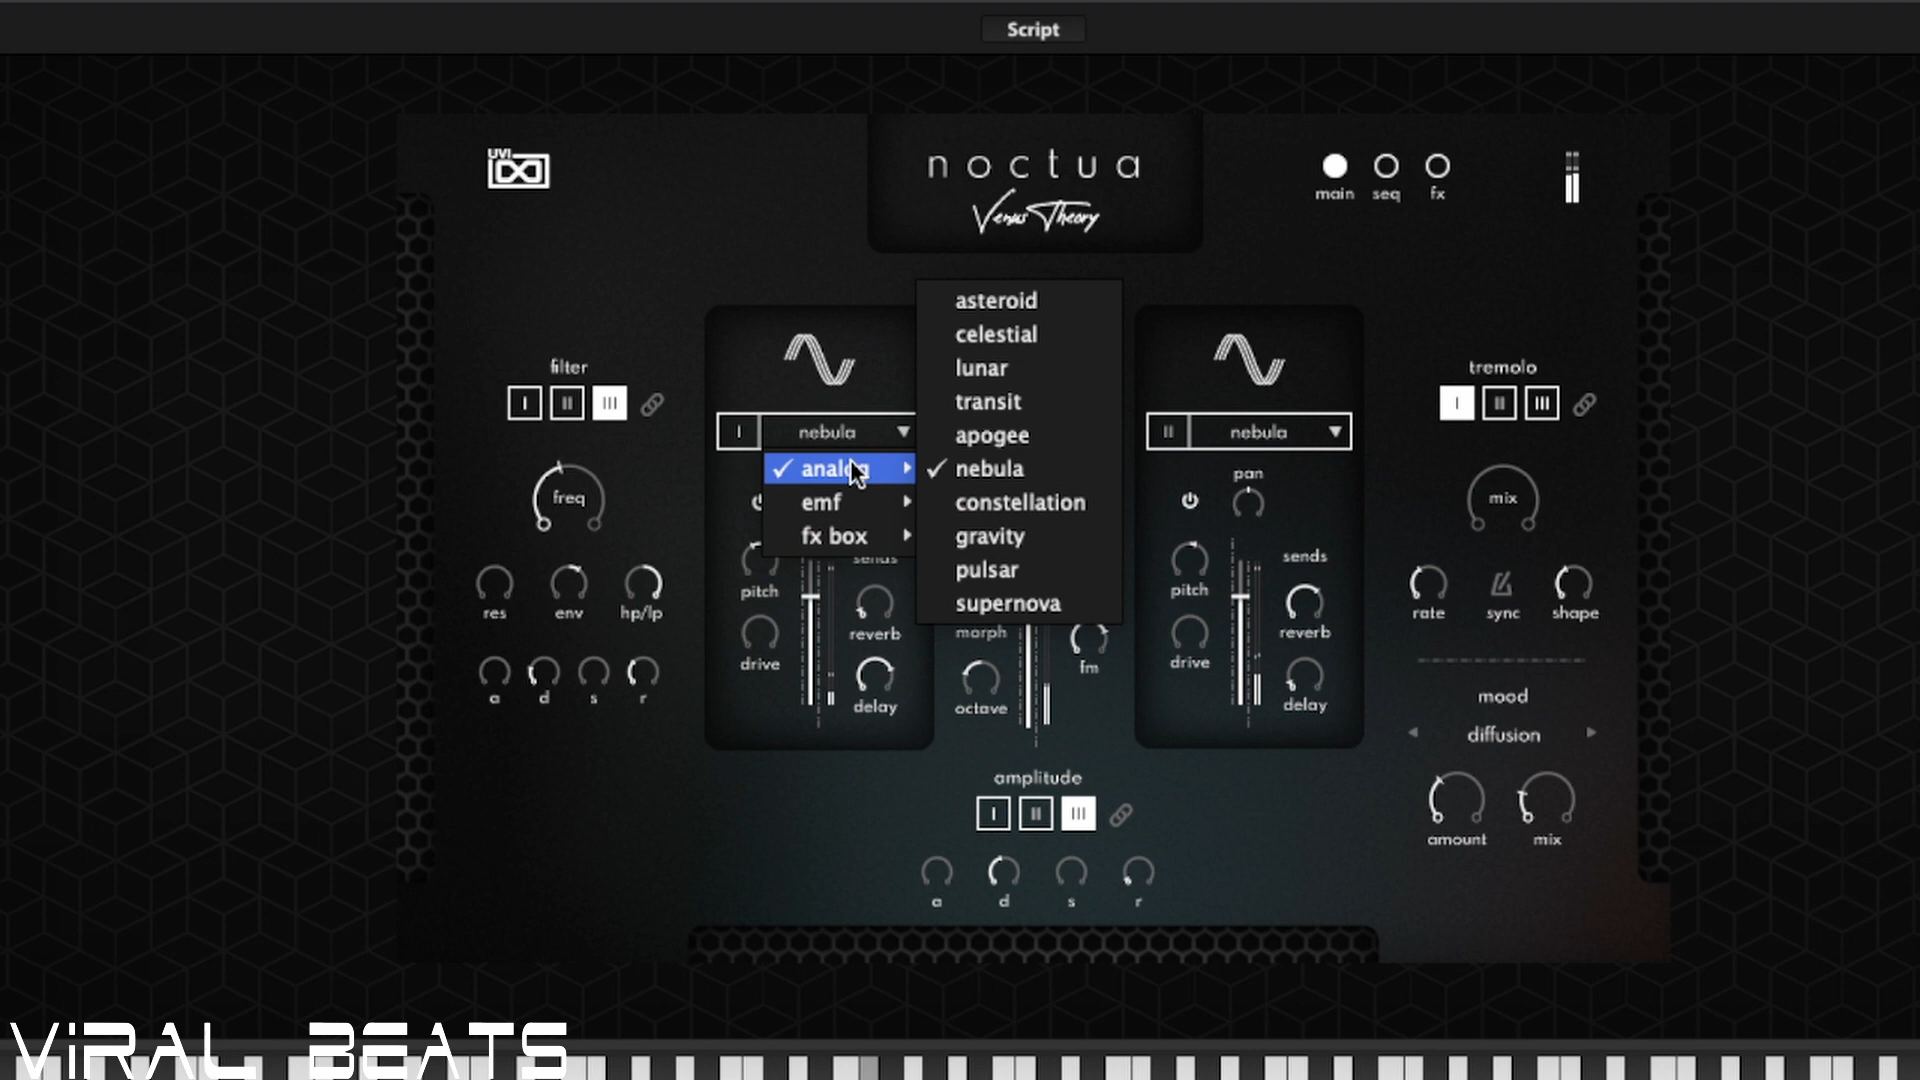 Script
UVI
noctua
Venus Theory
main seq fx
asteroid
celestial
lunar
transit
apogee
nebula
constellation
gravity
pulsar
supernova
filter
I II III
freq
res env hp/lp
a d s r
I nebula
analog
emf
fx box
sends
pitch
reverb
drive
delay
morph
fm
octave
II nebula
pan
sends
pitch
reverb
drive
delay
tremolo
I II III
mix
rate sync shape
mood
diffusion
amount mix
amplitude
I II III
a d s r
ViRAL BEATS